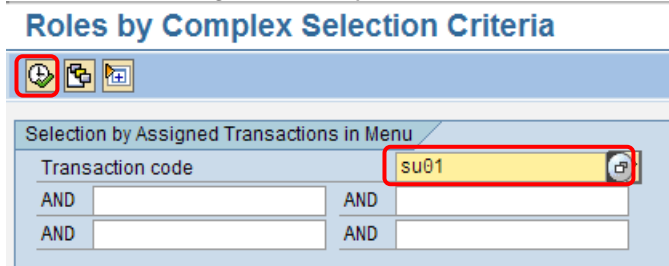 Roles by Complex Selection Criteria
Selection by Assigned Transactions in Menu
Transaction code su01
AND AND
AND AND